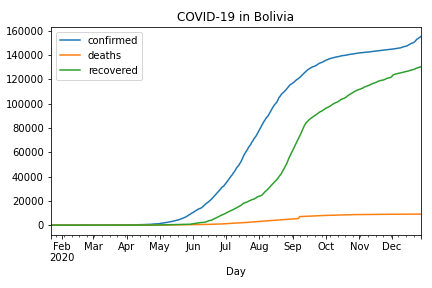 COVID-19 in Bolivia
confirmed
deaths
recovered
160000
140000
120000
100000
80000
60000
40000
20000
0
Feb Mar Apr May Jun Jul Aug Sep Oct Nov Dec
2020
Day